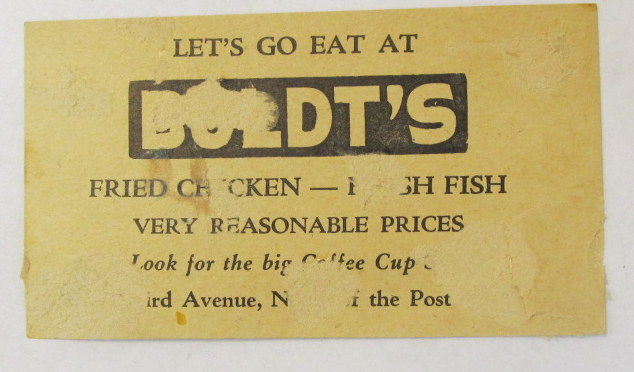 LET'S GO EAT AT
BOLDT'S
FRIED CHICKEN — FISH
VERY REASONABLE PRICES
Look for the big Coffee Cup
Avenue, the Post